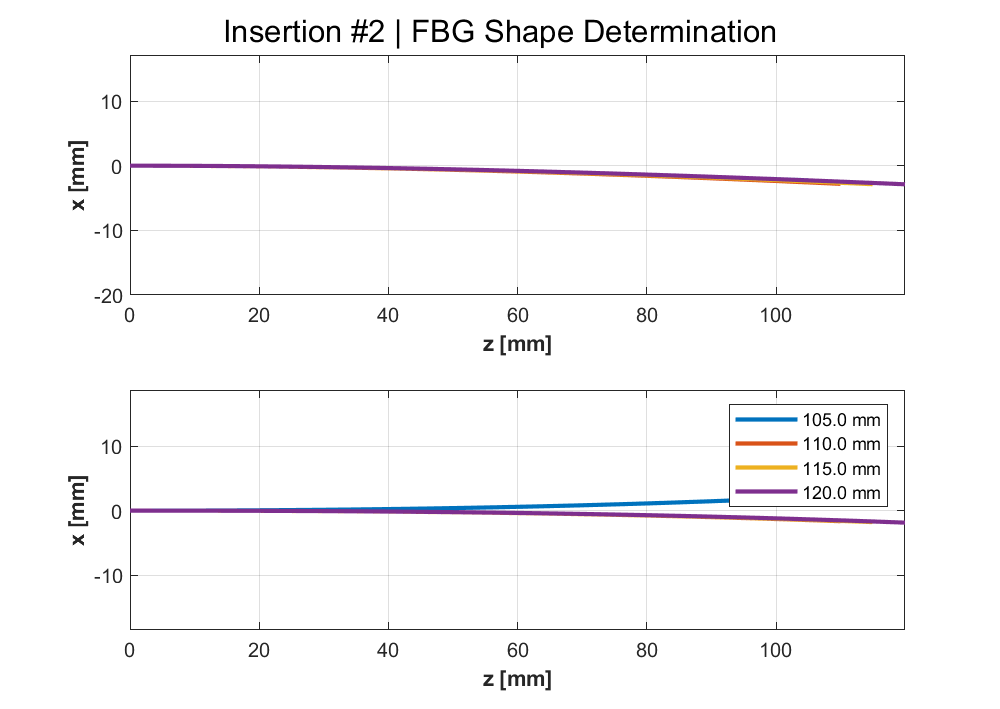 Insertion #2 | FBG Shape Determination
10
0
-10
-20
x [mm]
0 20 40 60 80 100
z [mm]
10
0
-10
x [mm]
105.0 mm
110.0 mm
115.0 mm
120.0 mm
0 20 40 60 80 100
z [mm]